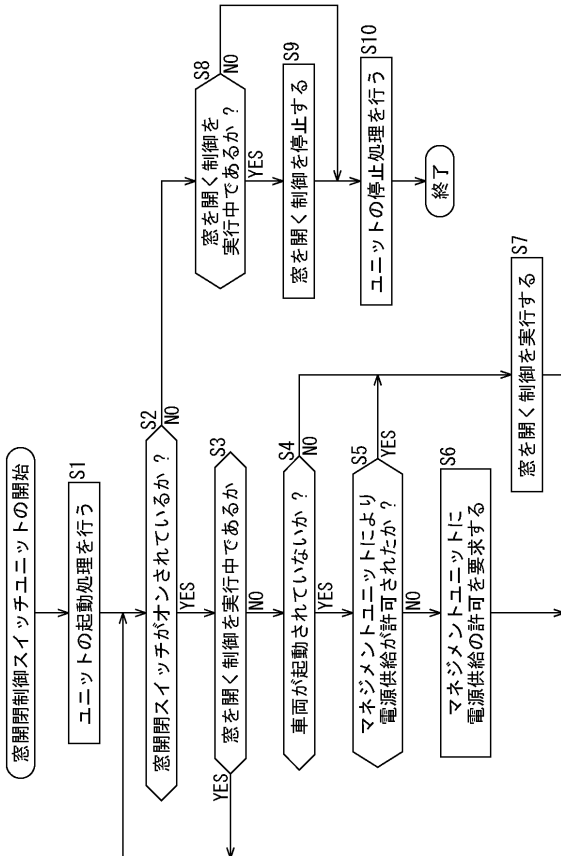 窓開閉制御スイッチユニットの開始
S1
ユニットの起動処理を行う
S2
窓開閉スイッチがオンされているか？
NO
YES
S3
窓を開く制御を実行中であるか
YES
NO
S4
車両が起動されていないか？
NO
YES
S5
マネジメントユニットにより
電源供給が許可されたか？
YES
NO
S6
マネジメントユニットに
電源供給の許可を要求する
S7
窓を開く制御を実行する
S8
窓を開く制御を
実行中であるか？
NO
YES
S9
窓を開く制御を停止する
S10
ユニットの停止処理を行う
終了